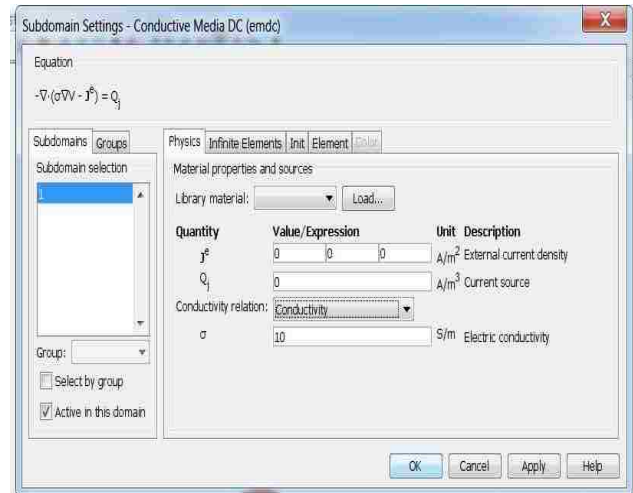 Subdomain Settings - Conductive Media DC (emdc)
X
Equation
-∇·(σ∇V - Jᵉ) = Qⱼ
Subdomains Groups
Physics Infinite Elements Init Element Color
Subdomain selection
1
Material properties and sources
Library material: Load...
Quantity Value/Expression Unit Description
Jᵉ 0 0 0 A/m² External current density
Qⱼ 0 A/m³ Current source
Conductivity relation: Conductivity
σ 10 S/m Electric conductivity
Group:
Select by group
Active in this domain
OK Cancel Apply Help